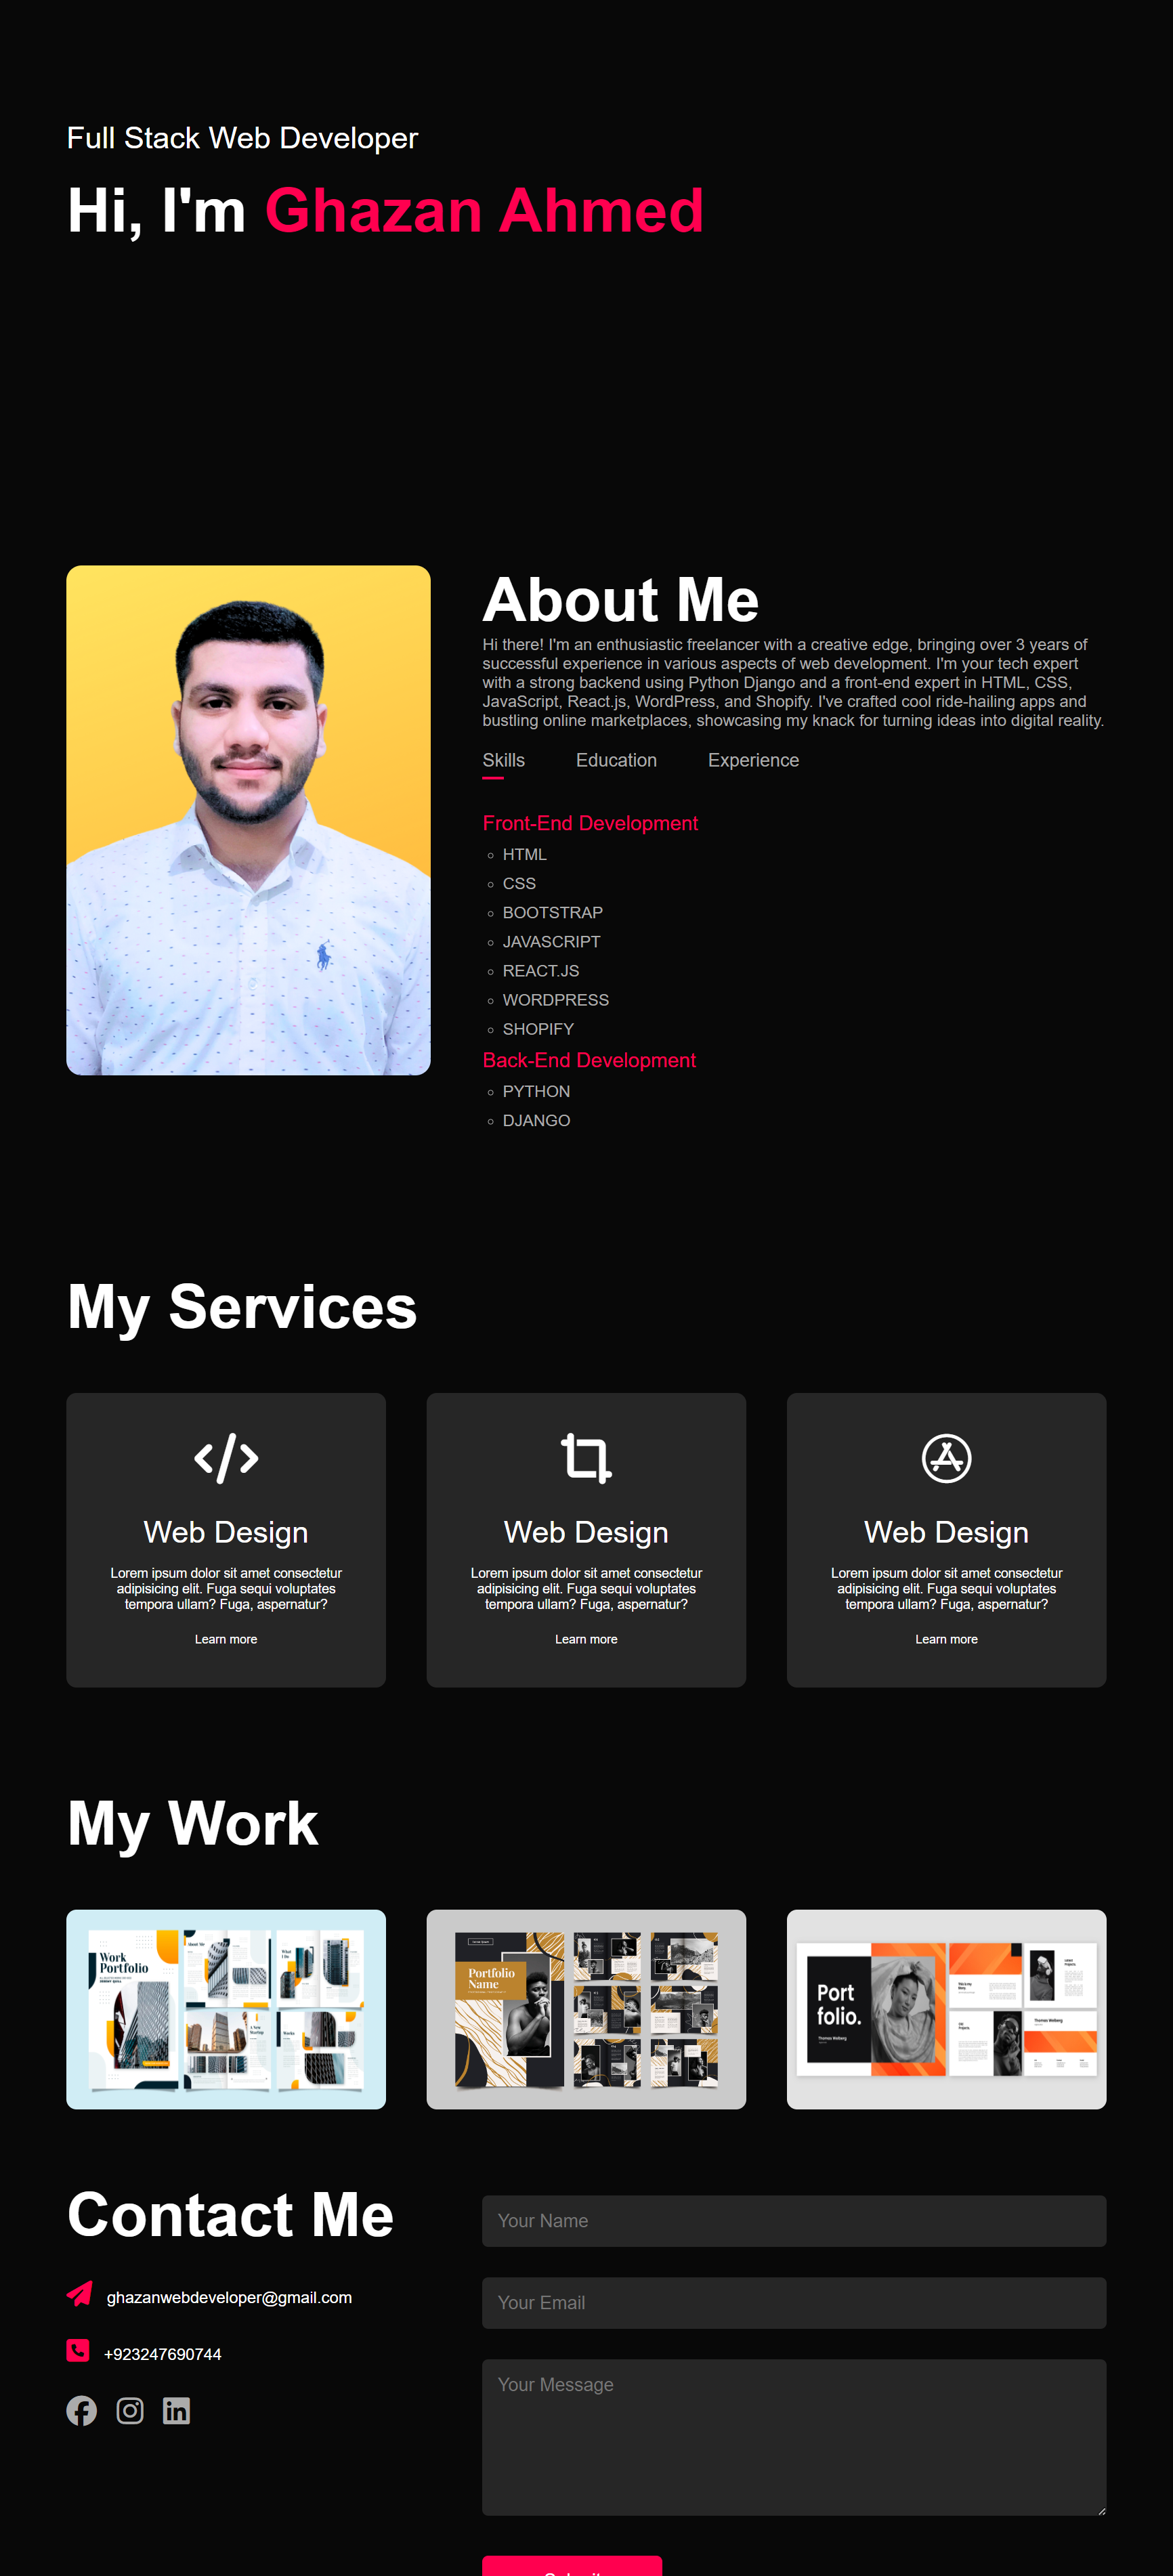 Full Stack Web Developer
Hi, I'm Ghazan Ahmed
About Me
Hi there! I'm an enthusiastic freelancer with a creative edge, bringing over 3 years of
successful experience in various aspects of web development. I'm your tech expert
with a strong backend using Python Django and a front-end expert in HTML, CSS,
JavaScript, React.js, WordPress, and Shopify. I've crafted cool ride-hailing apps and
bustling online marketplaces, showcasing my knack for turning ideas into digital reality.
Skills Education Experience
Front-End Development
HTML
CSS
BOOTSTRAP
JAVASCRIPT
REACT.JS
WORDPRESS
SHOPIFY
Back-End Development
PYTHON
DJANGO
My Services
Web Design
Lorem ipsum dolor sit amet consectetur
adipisicing elit. Fuga sequi voluptates
tempora ullam? Fuga, aspernatur?
Learn more
Web Design
Lorem ipsum dolor sit amet consectetur
adipisicing elit. Fuga sequi voluptates
tempora ullam? Fuga, aspernatur?
Learn more
Web Design
Lorem ipsum dolor sit amet consectetur
adipisicing elit. Fuga sequi voluptates
tempora ullam? Fuga, aspernatur?
Learn more
My Work
Work
Portfolio
Portfolio
Name
Port
folio.
Thomas Weiberg
Contact Me
ghazanwebdeveloper@gmail.com
+923247690744
Your Name
Your Email
Your Message